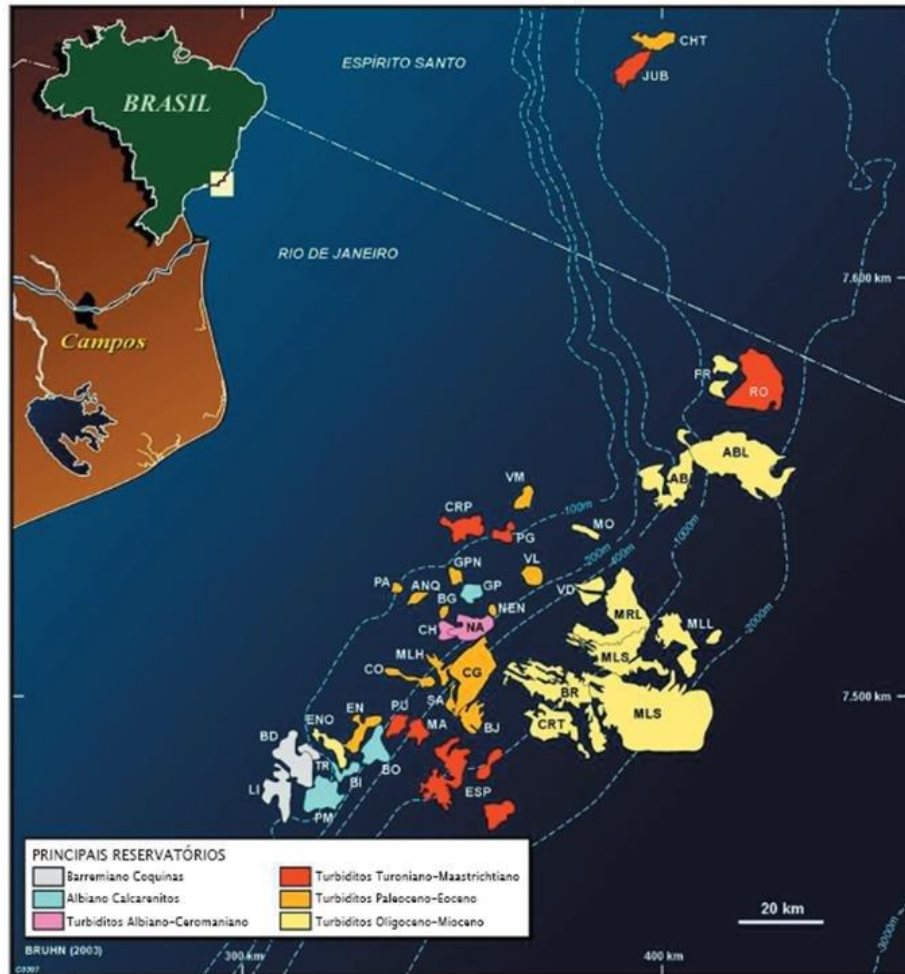 CHT
ESPÍRITO SANTO
JUB
BRASIL
RIO DE JANEIRO
7.600 km
Campos
FR
RO
ABL
AB
VM
CRP
-100m
PG
MO
-200m
-400m
-1000m
GPN
VL
PA
ANQ
GP
VD
BG
NEN
MRL
-2000m
CH
NA
MLL
MLH
MLS
CO
CG
SA
BR
7.500 km
EN
PU
MLS
ENO
MA
BJ
CRT
BD
TR
BO
BI
LI
ESP
PM
PRINCIPAIS RESERVATÓRIOS
Barremiano Coquinas
Turbiditos Turoniano-Maastrichtiano
Albiano Calcarenitos
Turbiditos Paleoceno-Eoceno
Turbiditos Albiano-Ceromaniano
Turbiditos Oligoceno-Mioceno
20 km
-3000m
BRUHN (2003)
300 km
400 km